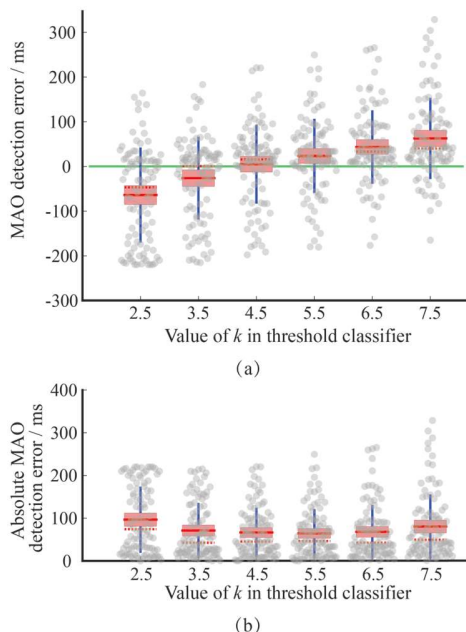 300
200
100
0
-100
-200
-300
MAO detection error / ms
2.5 3.5 4.5 5.5 6.5 7.5
Value of k in threshold classifier
(a)
400
300
200
100
0
Absolute MAO
detection error / ms
2.5 3.5 4.5 5.5 6.5 7.5
Value of k in threshold classifier
(b)